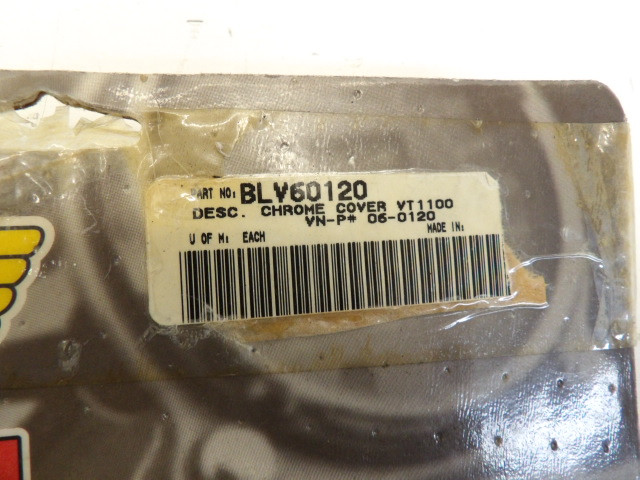 PART NO: BLV60120
DESC. CHROME COVER VT1100
VN-P# 06-0120
U OF M: EACH MADE IN: